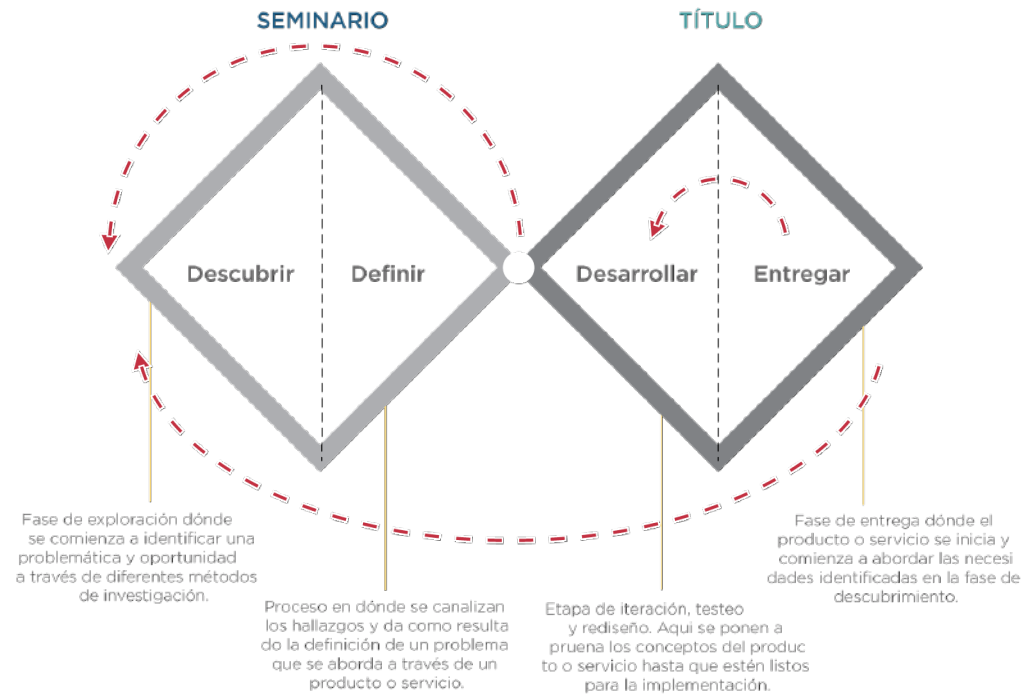 SEMINARIO
TÍTULO
Descubrir
Definir
Desarrollar
Entregar
Fase de exploración dónde
se comienza a identificar una
problemática y oportunidad
a través de diferentes métodos
de investigación.
Proceso en dónde se canalizan
los hallazgos y da como resulta
do la definición de un problema
que se aborda a través de un
producto o servicio.
Etapa de iteración, testeo
y rediseño. Aqui se ponen a
pruena los conceptos del produc
to o servicio hasta que estén listos
para la implementación.
Fase de entrega dónde el
producto o servicio se inicia y
comienza a abordar las necesi
dades identificadas en la fase de
descubrimiento.